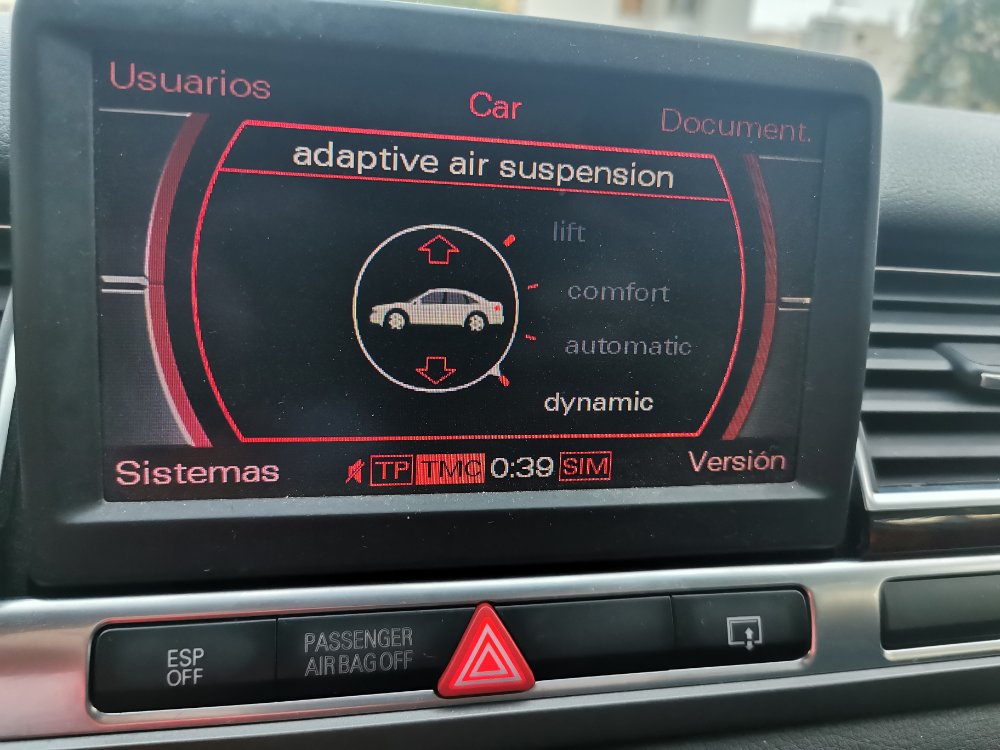 Usuarios
Car
Document.
adaptive air suspension
lift
comfort
automatic
dynamic
Sistemas
TP TMC 0:39 SIM
Versión
ESP
OFF
PASSENGER
AIR BAG OFF